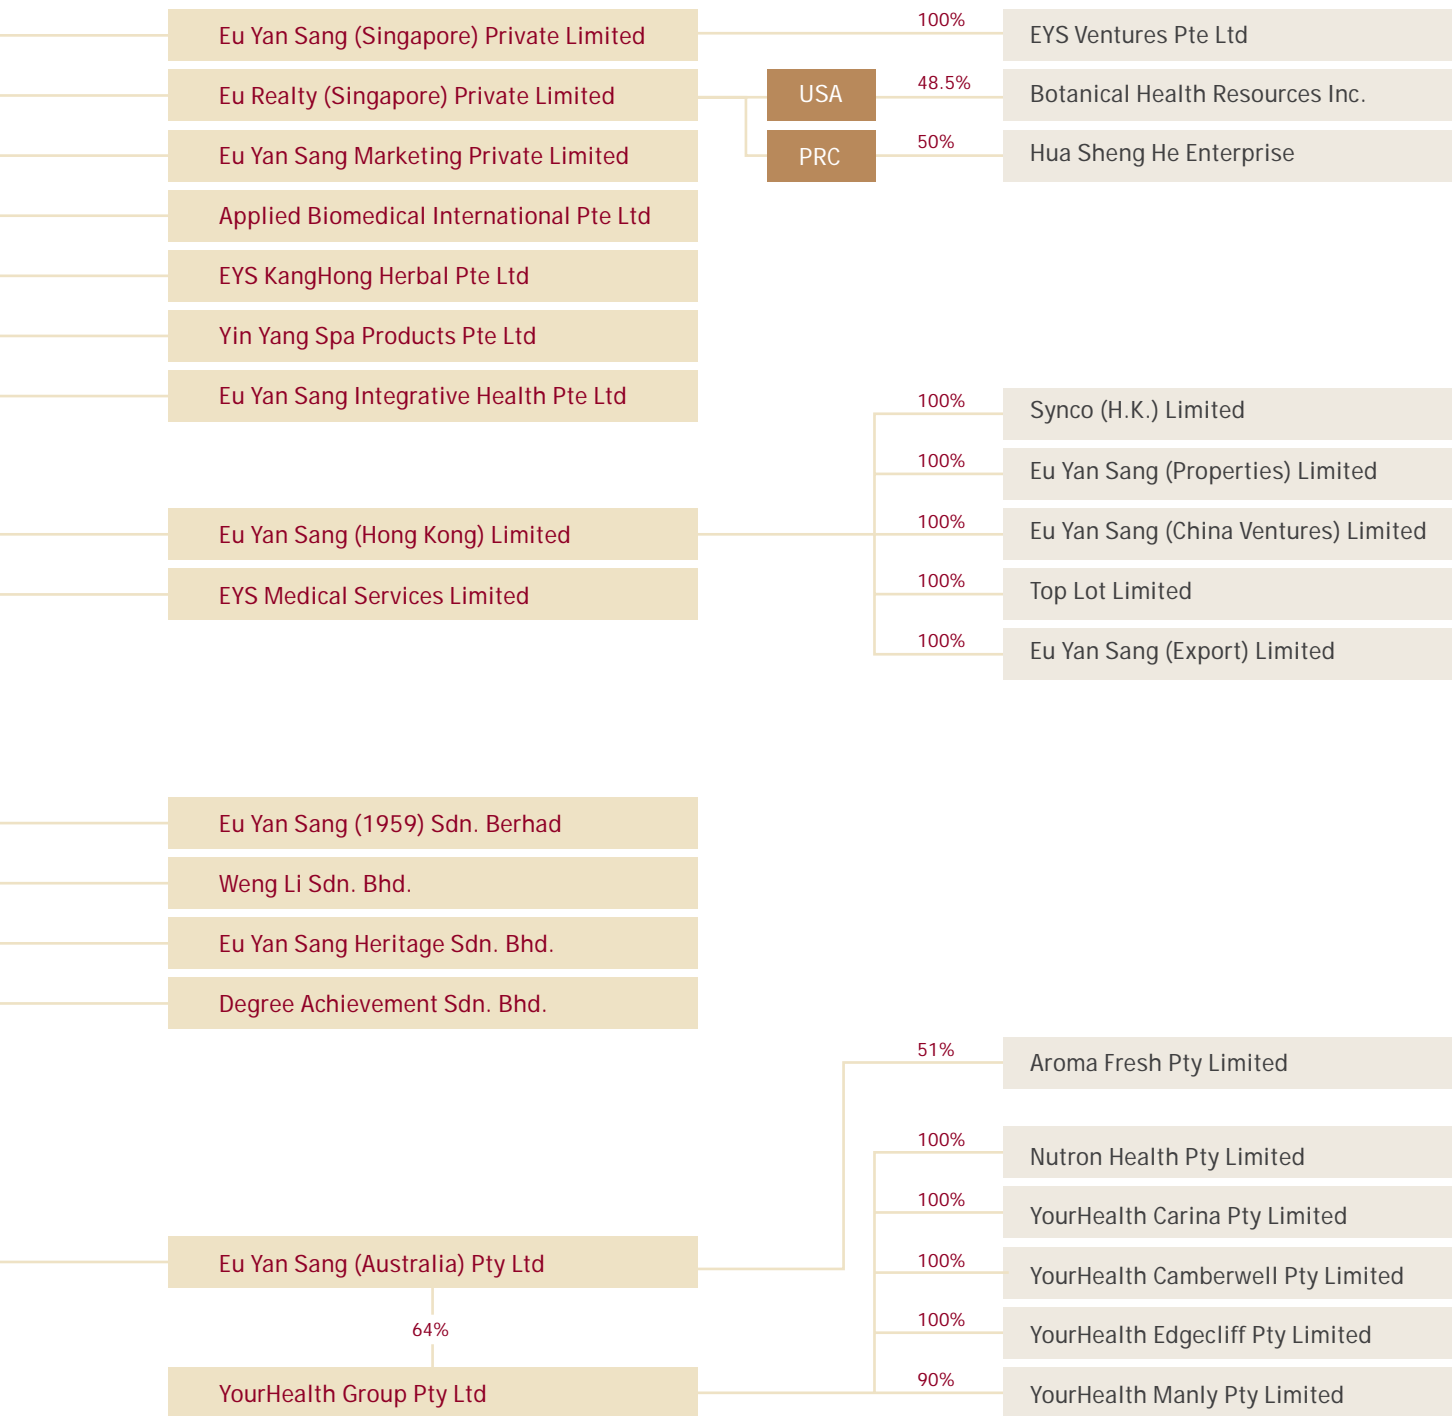 Eu Yan Sang (Singapore) Private Limited
100%
EYS Ventures Pte Ltd
Eu Realty (Singapore) Private Limited
USA
48.5%
Botanical Health Resources Inc.
Eu Yan Sang Marketing Private Limited
PRC
50%
Hua Sheng He Enterprise
Applied Biomedical International Pte Ltd
EYS KangHong Herbal Pte Ltd
Yin Yang Spa Products Pte Ltd
Eu Yan Sang Integrative Health Pte Ltd
100%
Synco (H.K.) Limited
100%
Eu Yan Sang (Properties) Limited
Eu Yan Sang (Hong Kong) Limited
100%
Eu Yan Sang (China Ventures) Limited
EYS Medical Services Limited
100%
Top Lot Limited
100%
Eu Yan Sang (Export) Limited
Eu Yan Sang (1959) Sdn. Berhad
Weng Li Sdn. Bhd.
Eu Yan Sang Heritage Sdn. Bhd.
Degree Achievement Sdn. Bhd.
51%
Aroma Fresh Pty Limited
100%
Nutron Health Pty Limited
100%
YourHealth Carina Pty Limited
Eu Yan Sang (Australia) Pty Ltd
100%
YourHealth Camberwell Pty Limited
64%
100%
YourHealth Edgecliff Pty Limited
YourHealth Group Pty Ltd
90%
YourHealth Manly Pty Limited